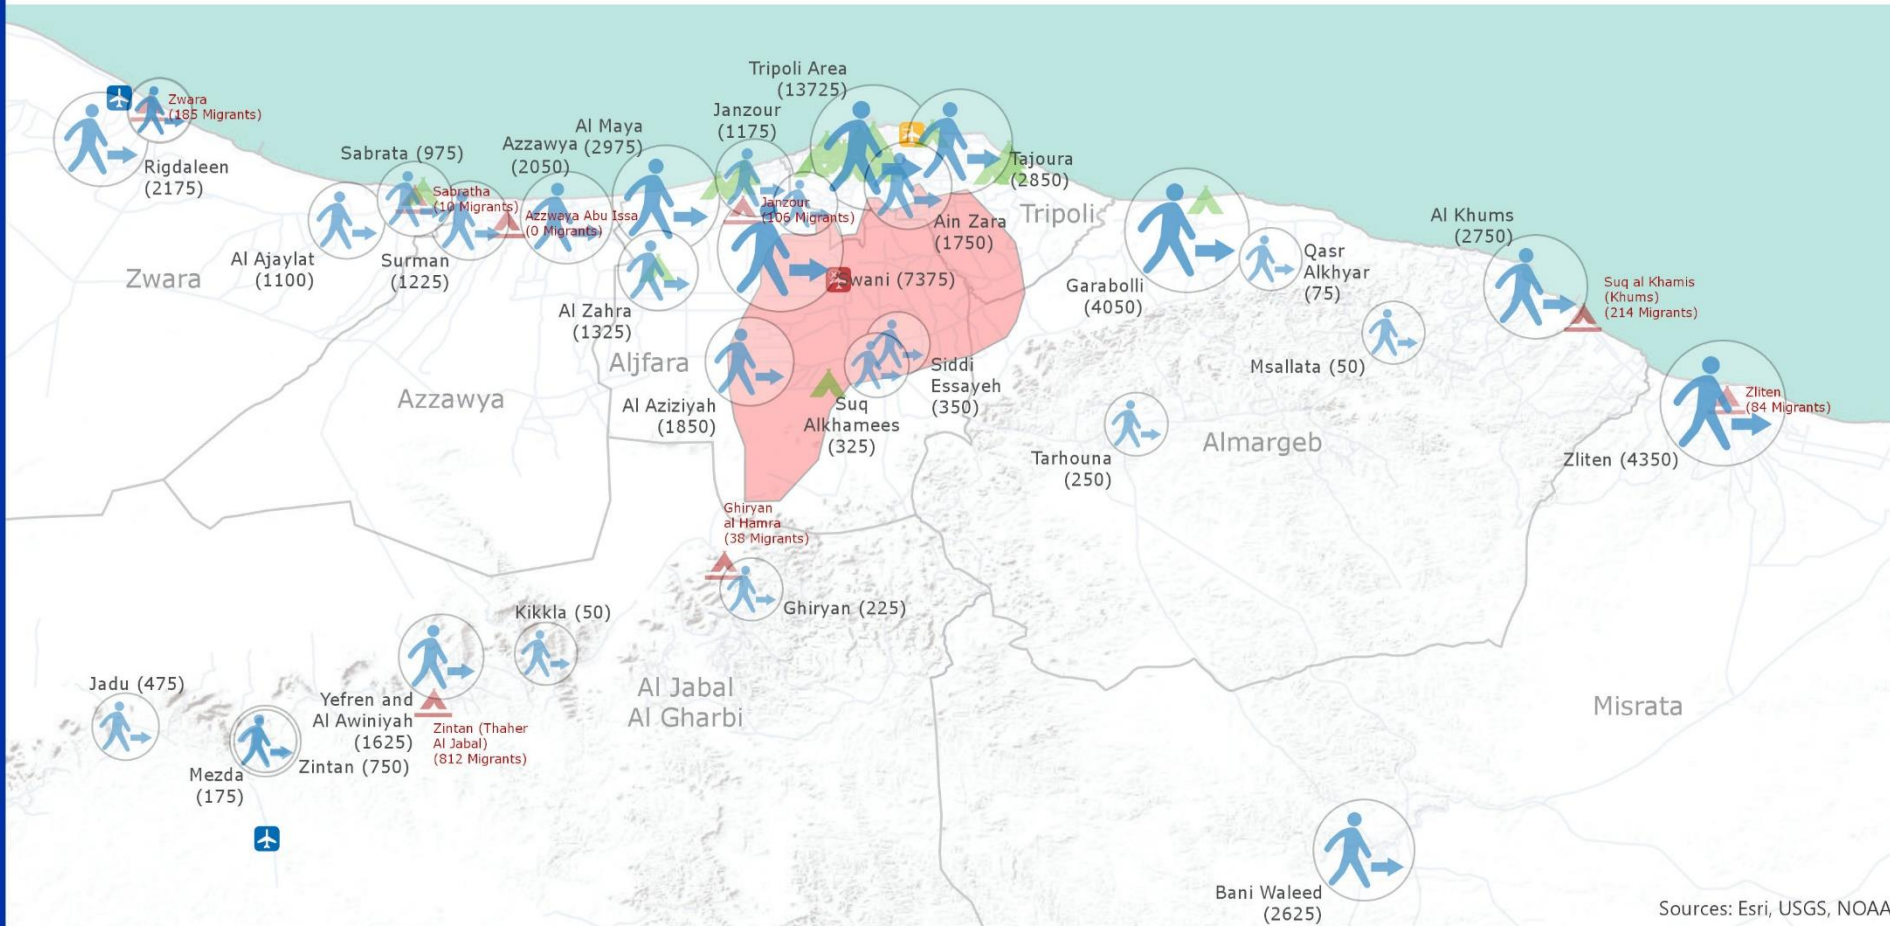 Tripoli Area
(13725)
Zwara
(185 Migrants)
Janzour
(1175)
Al Maya
(2975)
Azzawya
(2050)
Sabrata (975)
Rigdaleen
(2175)
Tajoura
(2850)
Sabratha
(10 Migrants)
Azzwaya Abu Issa
(0 Migrants)
Janzour
(106 Migrants)
Ain Zara
(1750)
Tripoli
Al Khums
(2750)
Al Ajaylat
(1100)
Surman
(1225)
Zwara
Swani (7375)
Qasr
Alkhyar
(75)
Garabolli
(4050)
Suq al Khamis
(Khums)
(214 Migrants)
Al Zahra
(1325)
Aljfara
Siddi
Essayeh
(350)
Msallata (50)
Azzawya
Al Aziziyah
(1850)
Suq
Alkhamees
(325)
Zliten
(84 Migrants)
Tarhouna
(250)
Almargeb
Zliten (4350)
Ghiryan
al Hamra
(38 Migrants)
Kikkla (50)
Ghiryan (225)
Jadu (475)
Yefren and
Al Awiniyah
(1625)
Al Jabal
Al Gharbi
Misrata
Zintan (Thaher
Al Jabal)
(812 Migrants)
Mezda
(175)
Zintan (750)
Bani Waleed
(2625)
Sources: Esri, USGS, NOAA